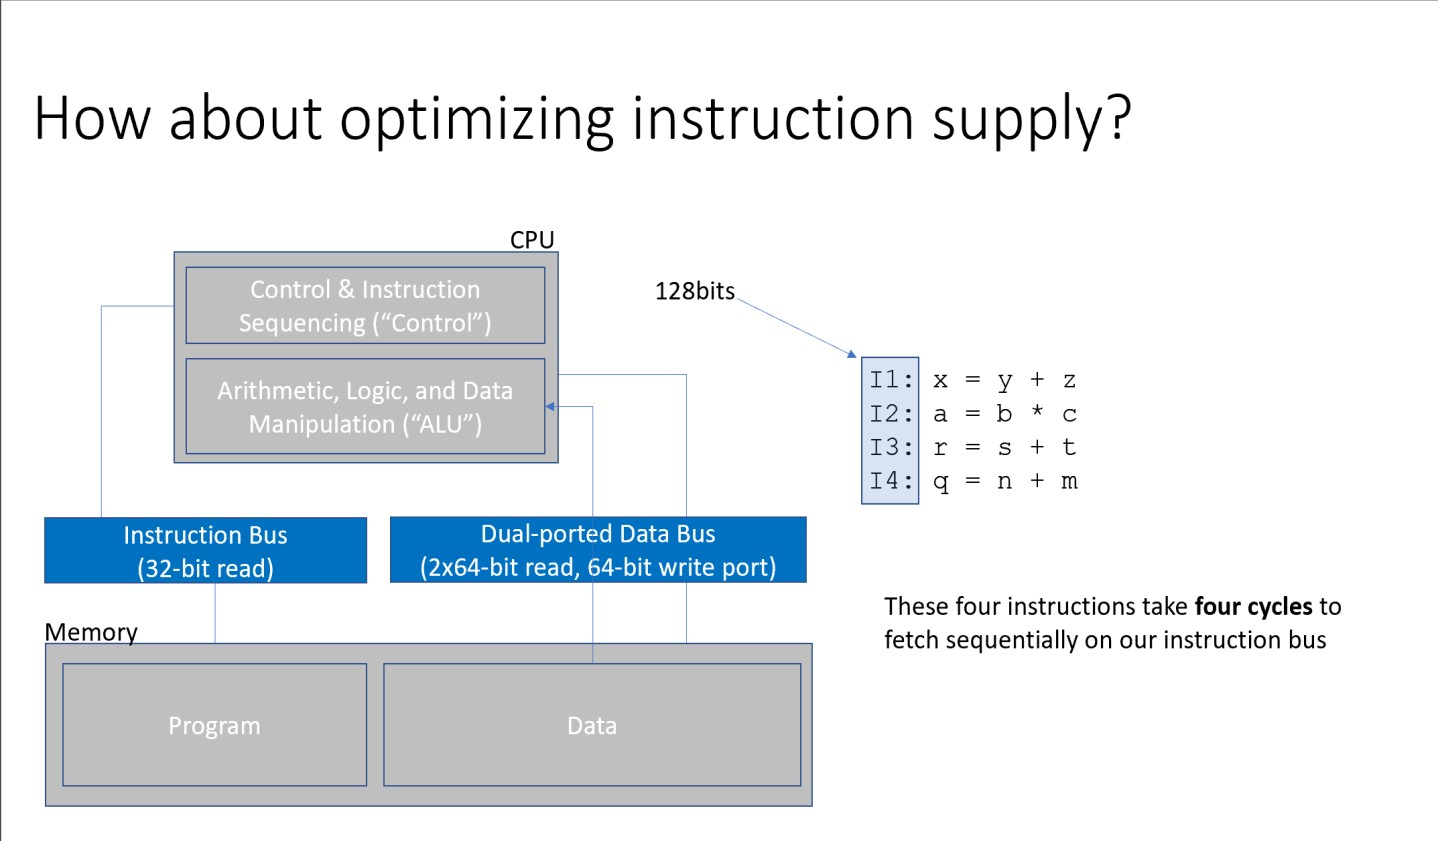 How about optimizing instruction supply?
CPU
Control & Instruction
Sequencing (“Control”)
Arithmetic, Logic, and Data
Manipulation (“ALU”)
128bits
I1: x = y + z
I2: a = b * c
I3: r = s + t
I4: q = n + m
Instruction Bus
(32-bit read)
Dual-ported Data Bus
(2x64-bit read, 64-bit write port)
These four instructions take four cycles to
fetch sequentially on our instruction bus
Memory
Program
Data